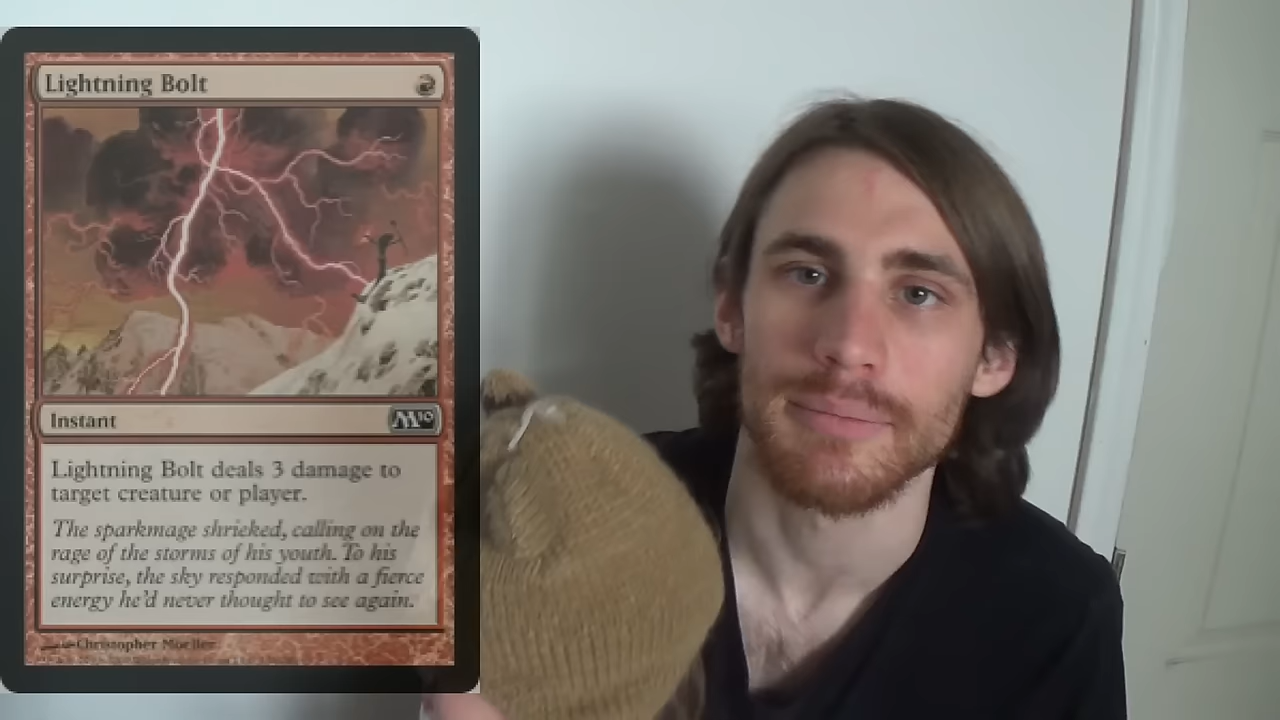 Lightning Bolt
Instant
M10
Lightning Bolt deals 3 damage to
target creature or player.
The sparkmage shrieked, calling on the
rage of the storms of his youth. To his
surprise, the sky responded with a fierce
energy he'd never thought to see again.
Christopher Moeller